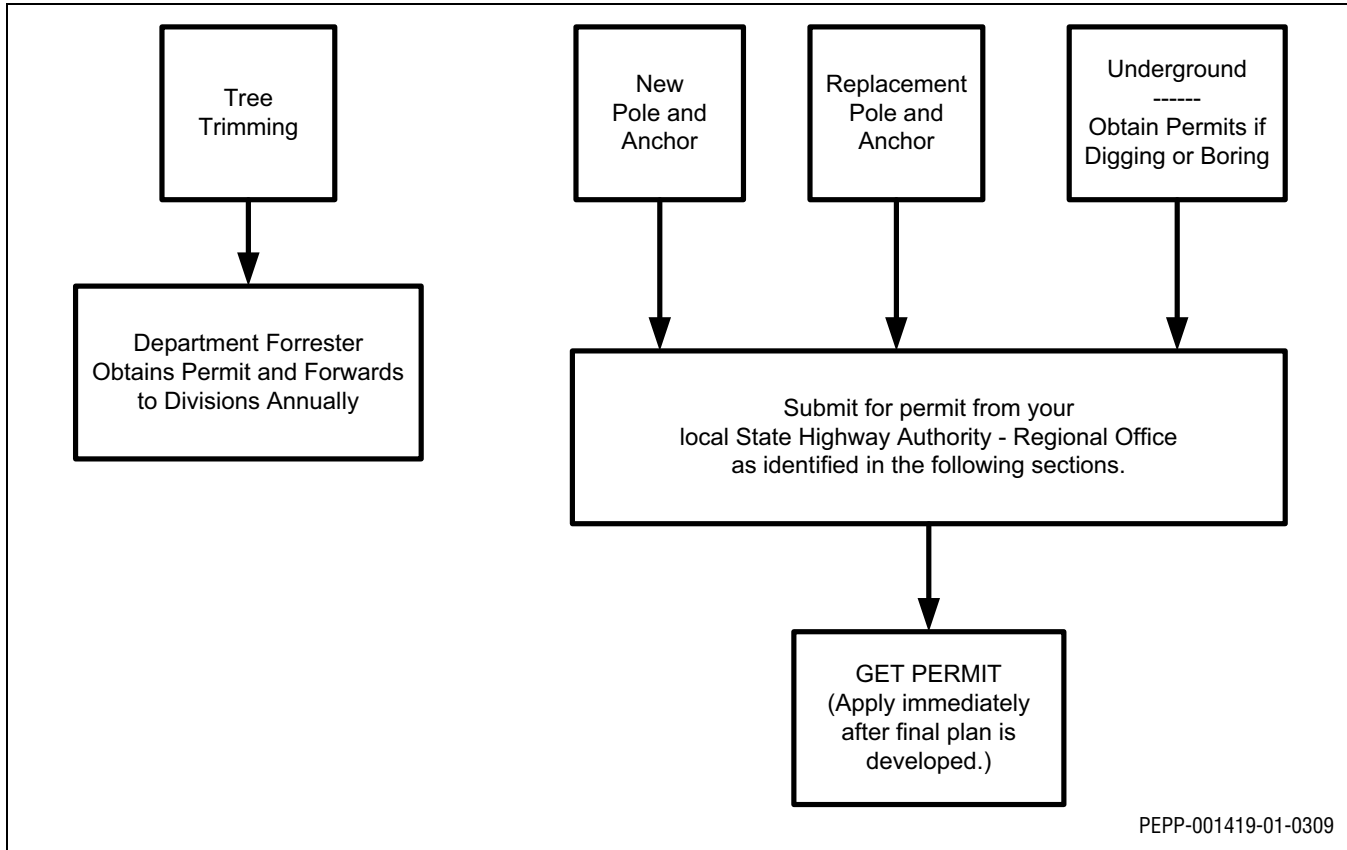 Tree
Trimming
New
Pole and
Anchor
Replacement
Pole and
Anchor
Underground
------
Obtain Permits if
Digging or Boring
Department Forrester
Obtains Permit and Forwards
to Divisions Annually
Submit for permit from your
local State Highway Authority - Regional Office
as identified in the following sections.
GET PERMIT
(Apply immediately
after final plan is
developed.)
PEPP-001419-01-0309